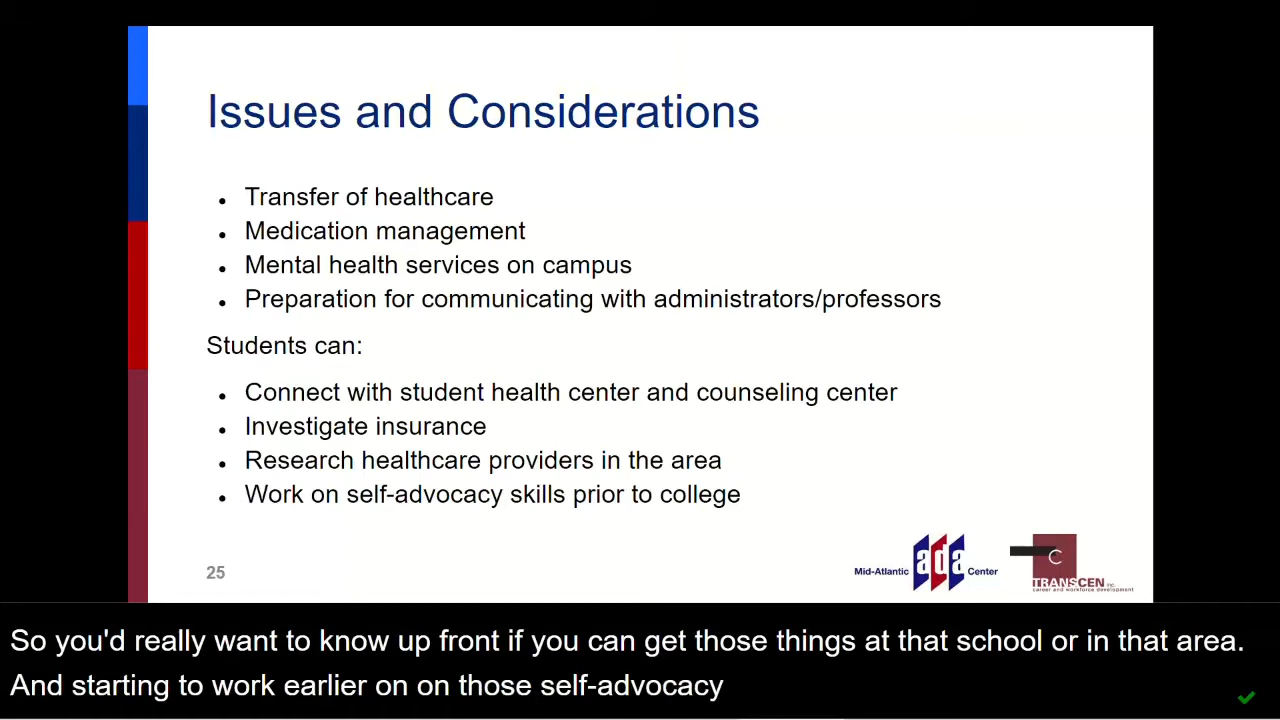 Issues and Considerations
• Transfer of healthcare
• Medication management
• Mental health services on campus
• Preparation for communicating with administrators/professors
Students can:
• Connect with student health center and counseling center
• Investigate insurance
• Research healthcare providers in the area
• Work on self-advocacy skills prior to college
25
Mid-Atlantic ada Center
C
TRANSCEN inc.
career and workforce development
So you'd really want to know up front if you can get those things at that school or in that area.
And starting to work earlier on on those self-advocacy